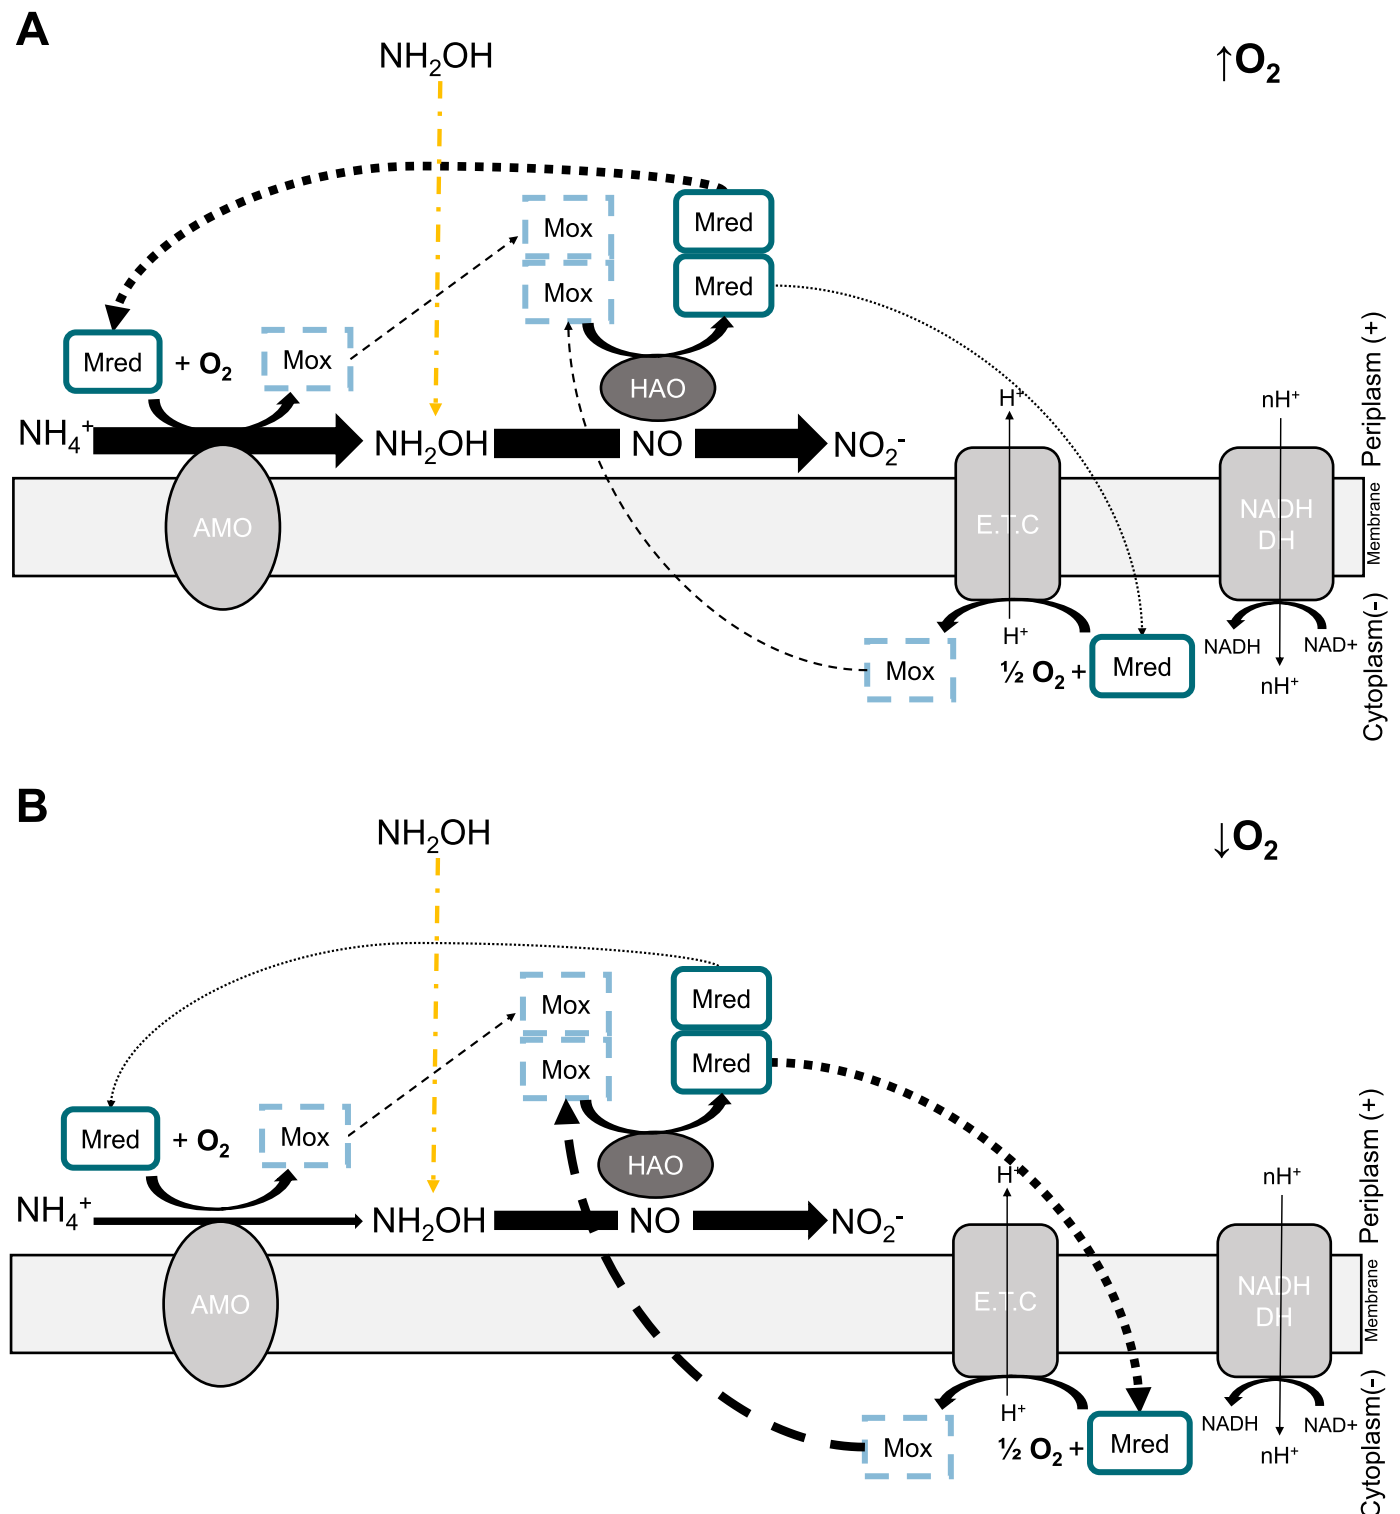 A
NH₂OH
↑O₂
Mox
Mred
Mox
Mred
Mred + O₂
Mox
HAO
H⁺
nH⁺
Periplasm (+)
NH₄⁺
NH₂OH
NO
NO₂⁻
AMO
E.T.C
NADH
DH
Membrane
H⁺
NADH
NAD+
Mox
½ O₂ +
Mred
nH⁺
Cytoplasm(-)
B
NH₂OH
↓O₂
Mox
Mred
Mox
Mred
Mred + O₂
Mox
HAO
H⁺
nH⁺
Periplasm (+)
NH₄⁺
NH₂OH
NO
NO₂⁻
AMO
E.T.C
NADH
DH
Membrane
H⁺
NADH
NAD+
Mox
½ O₂ +
Mred
nH⁺
Cytoplasm(-)